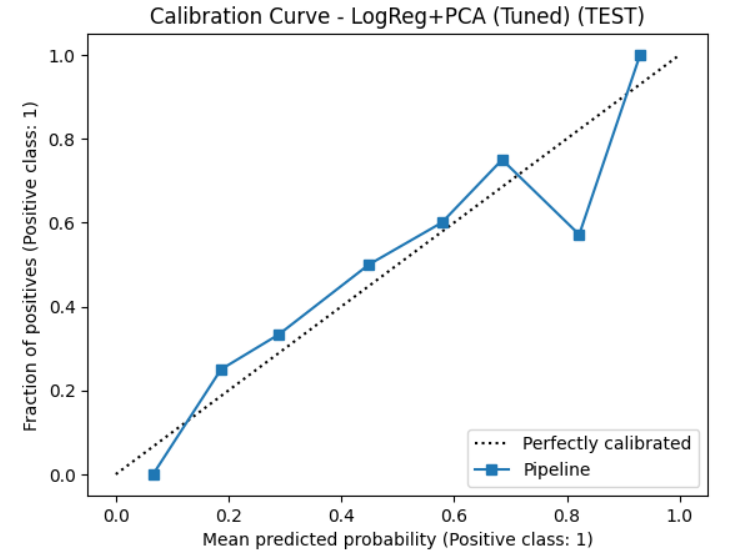 Calibration Curve - LogReg+PCA (Tuned) (TEST)
Fraction of positives (Positive class: 1)
1.0
0.8
0.6
0.4
0.2
0.0
Perfectly calibrated
Pipeline
0.0 0.2 0.4 0.6 0.8 1.0
Mean predicted probability (Positive class: 1)